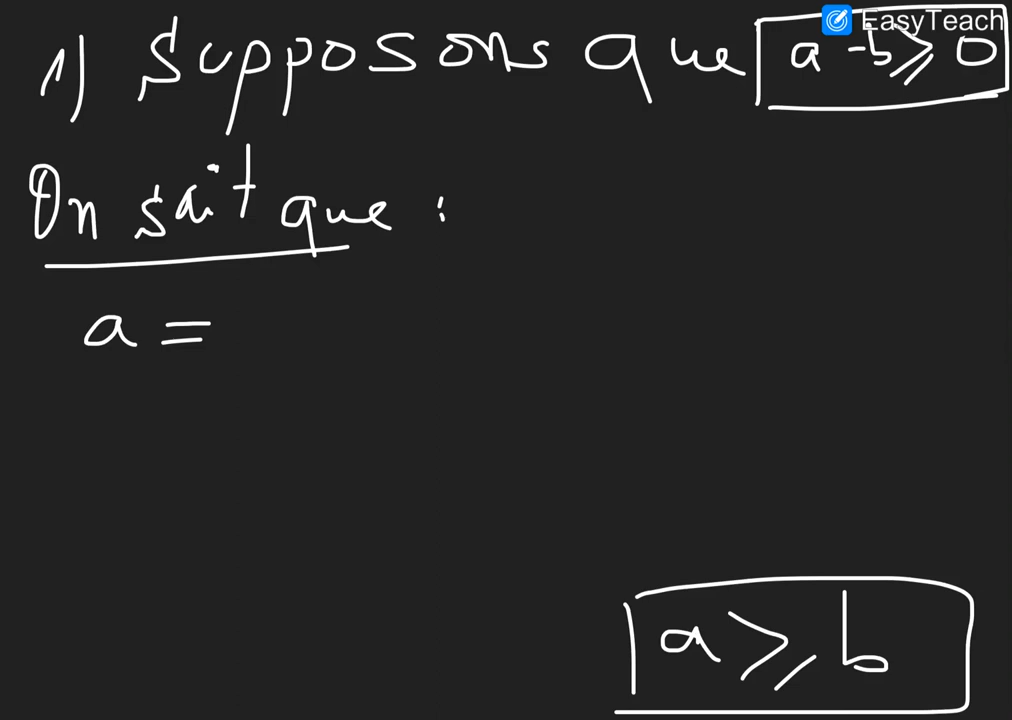 EasyTeach
1) Supposons que a-b⩾0
On sait que :
a =
a⩾b